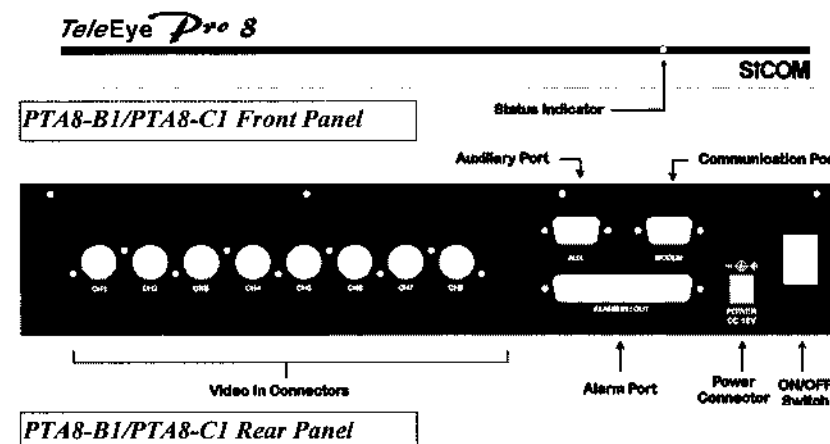 TeleEye Pro 8
SiCOM
Status Indicator
PTA8-B1/PTA8-C1 Front Panel
Auxiliary Port
Communication Por
CH1 CH2 CH3 CH4 CH5 CH6 CH7 CH8
AUX
MODEM
ALARM IN / OUT
POWER
DC 12V
Video In Connectors
Alarm Port
Power
Connector
ON/OFF
Switch
PTA8-B1/PTA8-C1 Rear Panel